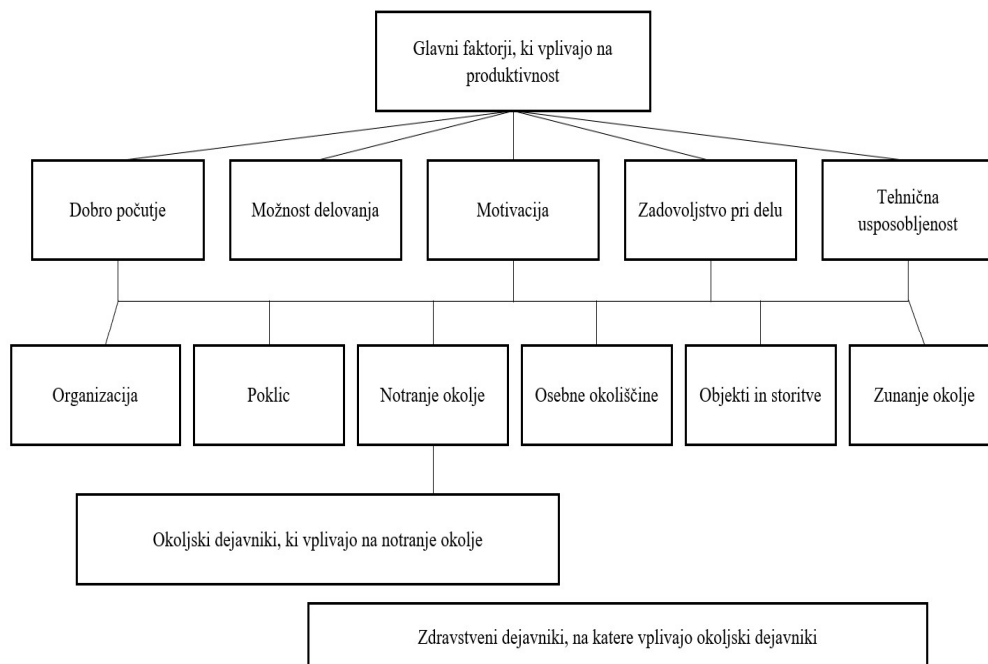 Glavni faktorji, ki vplivajo na
produktivnost
Dobro počutje
Možnost delovanja
Motivacija
Zadovoljstvo pri delu
Tehnična
usposobljenost
Organizacija
Poklic
Notranje okolje
Osebne okoliščine
Objekti in storitve
Zunanje okolje
Okoljski dejavniki, ki vplivajo na notranje okolje
Zdravstveni dejavniki, na katere vplivajo okoljski dejavniki